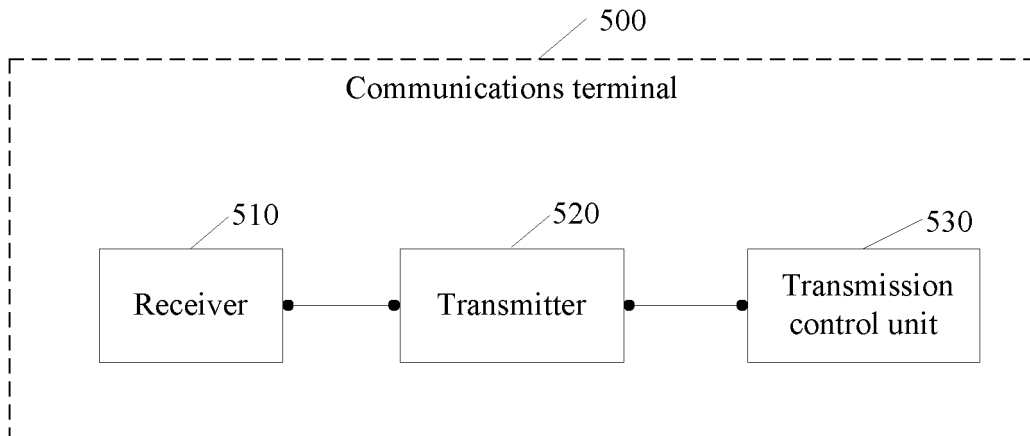 500
Communications terminal
510
520
530
Receiver
Transmitter
Transmission
control unit